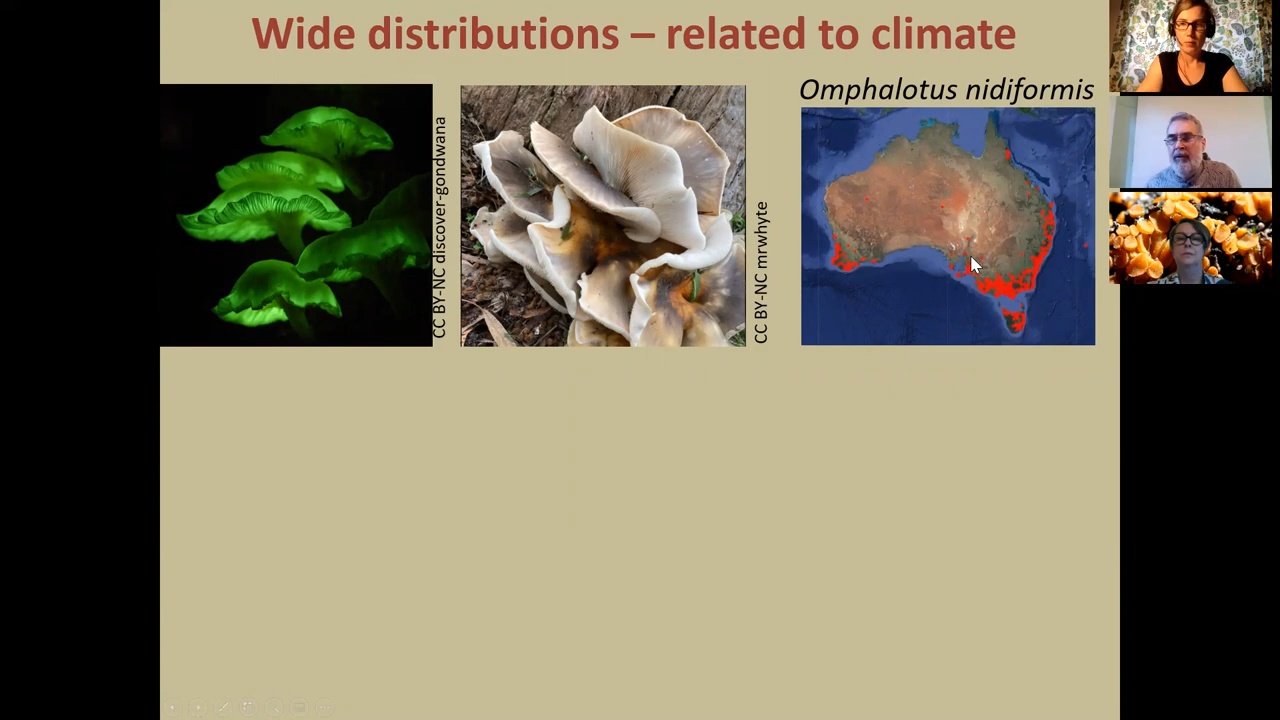 Wide distributions – related to climate
CC BY-NC discover-gondwana
CC BY-NC mrwhyte
Omphalotus nidiformis